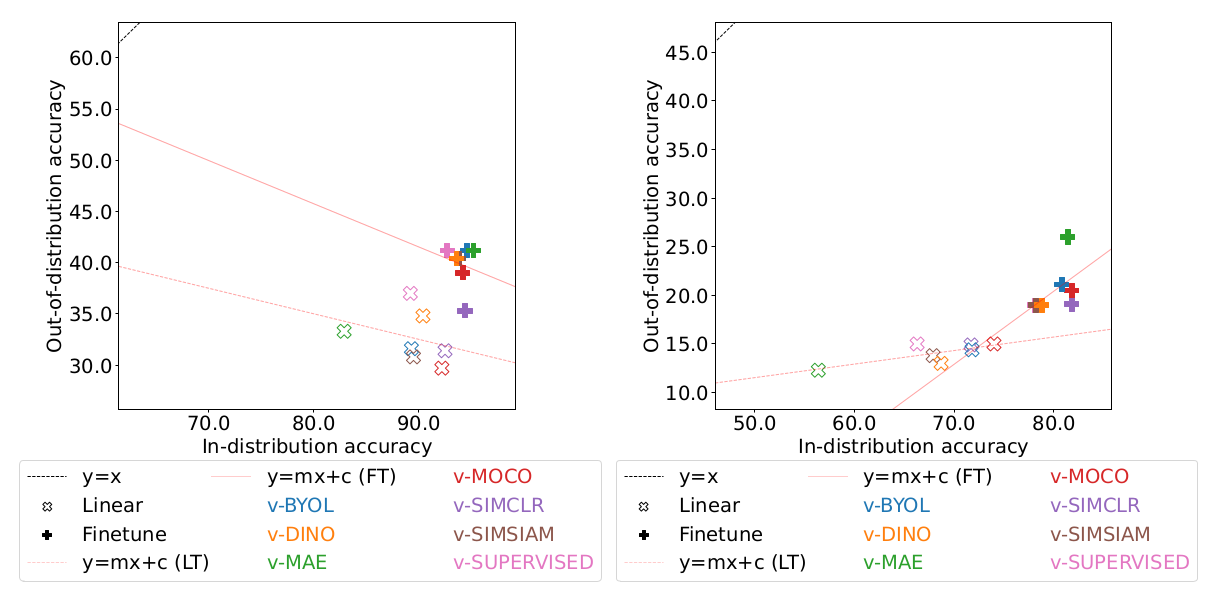 60.0
55.0
50.0
45.0
40.0
35.0
30.0
Out-of-distribution accuracy
70.0 80.0 90.0
In-distribution accuracy
y=x y=mx+c (FT) v-MOCO
Linear v-BYOL v-SIMCLR
Finetune v-DINO v-SIMSIAM
y=mx+c (LT) v-MAE v-SUPERVISED
45.0
40.0
35.0
30.0
25.0
20.0
15.0
10.0
Out-of-distribution accuracy
50.0 60.0 70.0 80.0
In-distribution accuracy
y=x y=mx+c (FT) v-MOCO
Linear v-BYOL v-SIMCLR
Finetune v-DINO v-SIMSIAM
y=mx+c (LT) v-MAE v-SUPERVISED